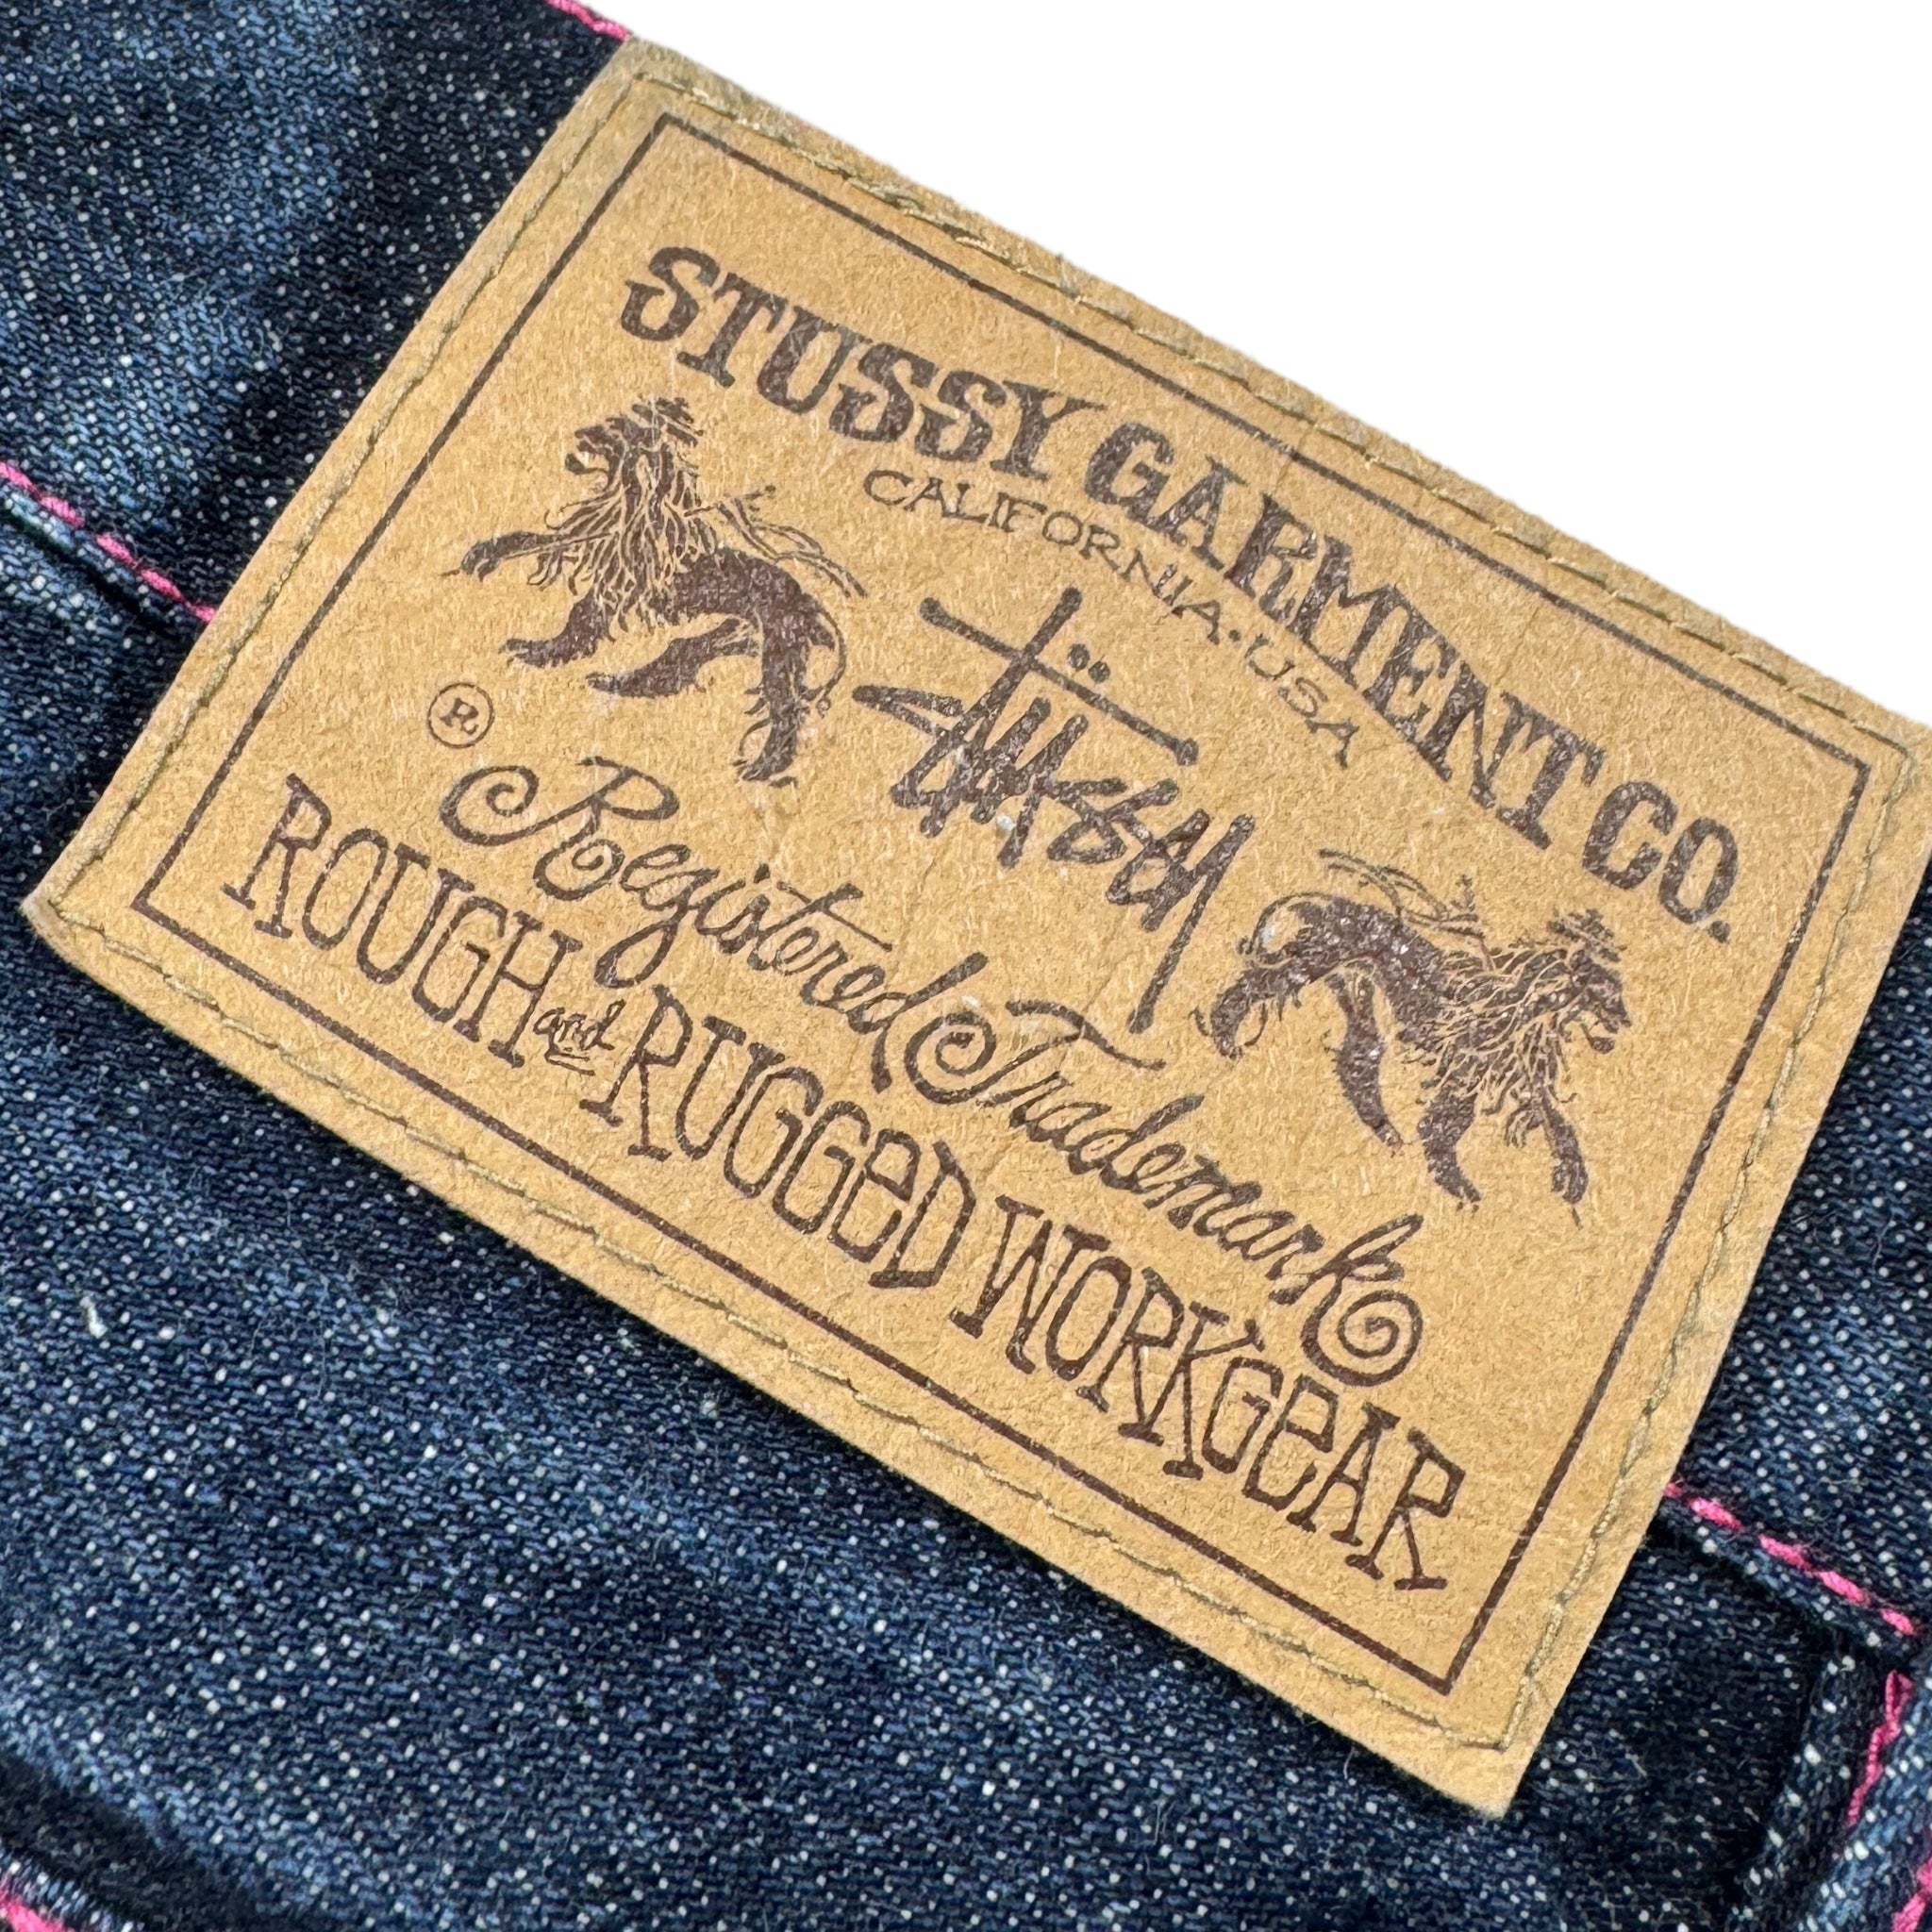 STUSSY GARMENT CO.
CALIFORNIA·USA
Stüssy
®
Registered Trademark
ROUGH and RUGGeD WORKGeAR